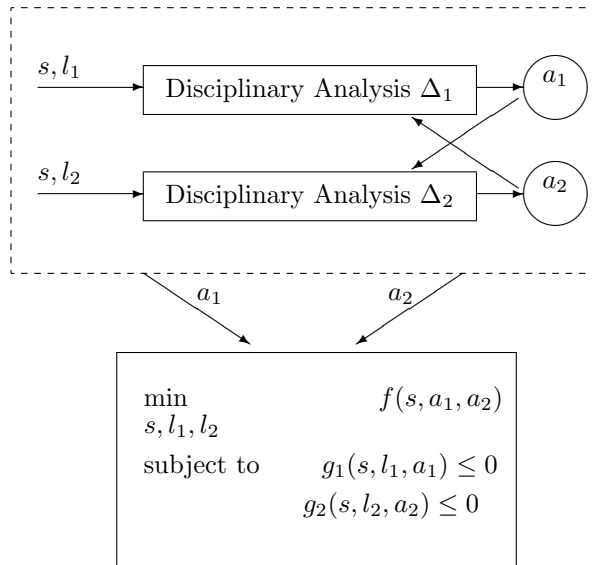 s, l₁ Disciplinary Analysis Δ₁ a₁
s, l₂ Disciplinary Analysis Δ₂ a₂
a₁ a₂
min f(s, a₁, a₂)
s, l₁, l₂
subject to g₁(s, l₁, a₁) ≤ 0
g₂(s, l₂, a₂) ≤ 0